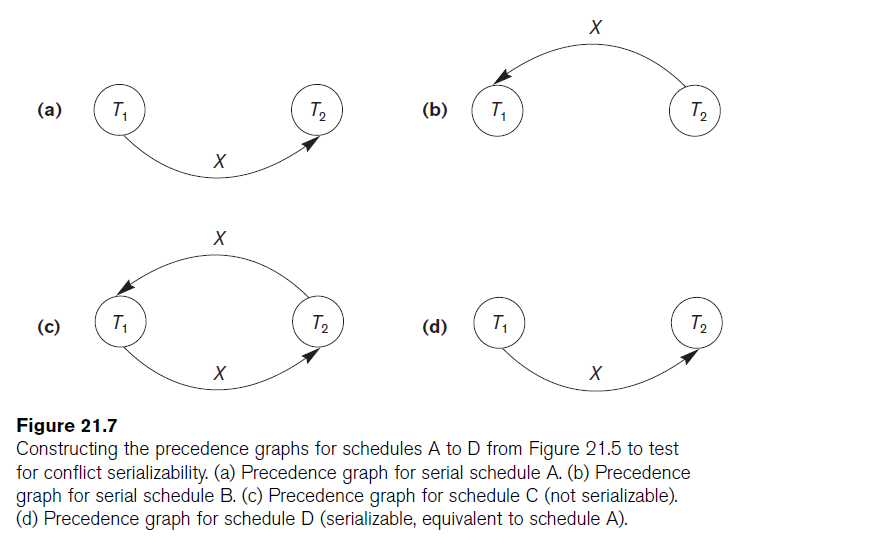 X
(a) T1 T2 (b) T1 T2
X
X
(c) T1 T2 (d) T1 T2
X X
Figure 21.7
Constructing the precedence graphs for schedules A to D from Figure 21.5 to test
for conflict serializability. (a) Precedence graph for serial schedule A. (b) Precedence
graph for serial schedule B. (c) Precedence graph for schedule C (not serializable).
(d) Precedence graph for schedule D (serializable, equivalent to schedule A).